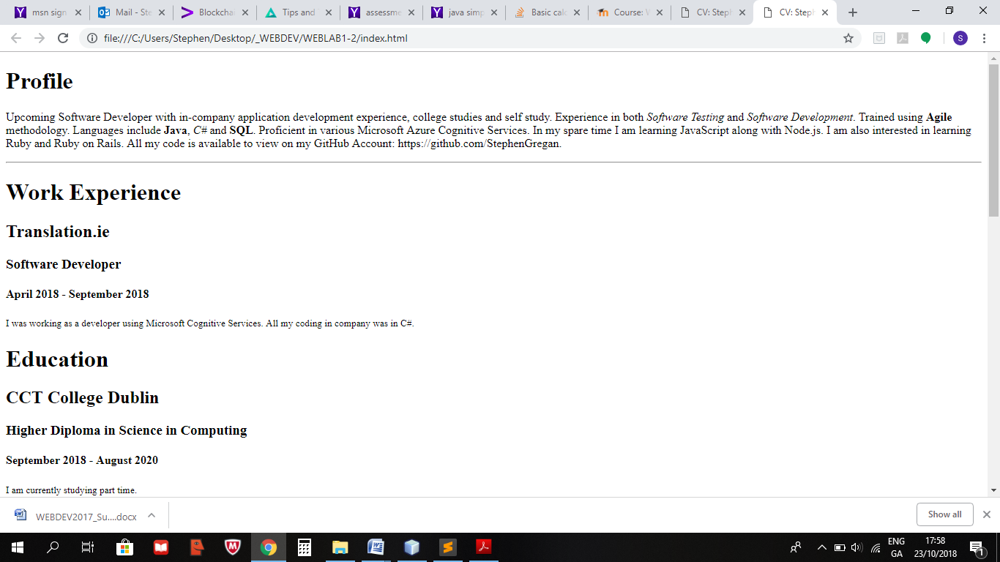 msn sign
Mail - Ste
Blockchai
Tips and
assessme
java simp
Basic calc
Course: W
CV: Steph
CV: Steph
file:///C:/Users/Stephen/Desktop/_WEBDEV/WEBLAB1-2/index.html
S
Profile
Upcoming Software Developer with in-company application development experience, college studies and self study. Experience in both Software Testing and Software Development. Trained using Agile
methodology. Languages include Java, C# and SQL. Proficient in various Microsoft Azure Cognitive Services. In my spare time I am learning JavaScript along with Node.js. I am also interested in learning
Ruby and Ruby on Rails. All my code is available to view on my GitHub Account: https://github.com/StephenGregan.
Work Experience
Translation.ie
Software Developer
April 2018 - September 2018
I was working as a developer using Microsoft Cognitive Services. All my coding in company was in C#.
Education
CCT College Dublin
Higher Diploma in Science in Computing
September 2018 - August 2020
I am currently studying part time.
WEBDEV2017_Su....docx
Show all
ENG 17:58
GA 23/10/2018
1